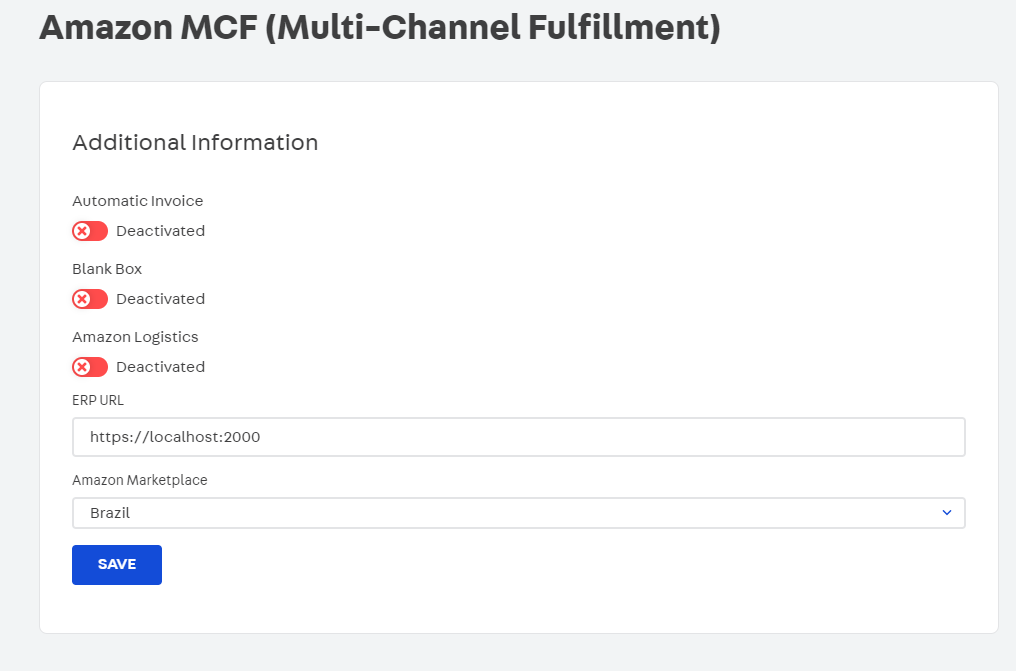 Amazon MCF (Multi-Channel Fulfillment)
Additional Information
Automatic Invoice
Deactivated
Blank Box
Deactivated
Amazon Logistics
Deactivated
ERP URL
https://localhost:2000
Amazon Marketplace
Brazil
SAVE